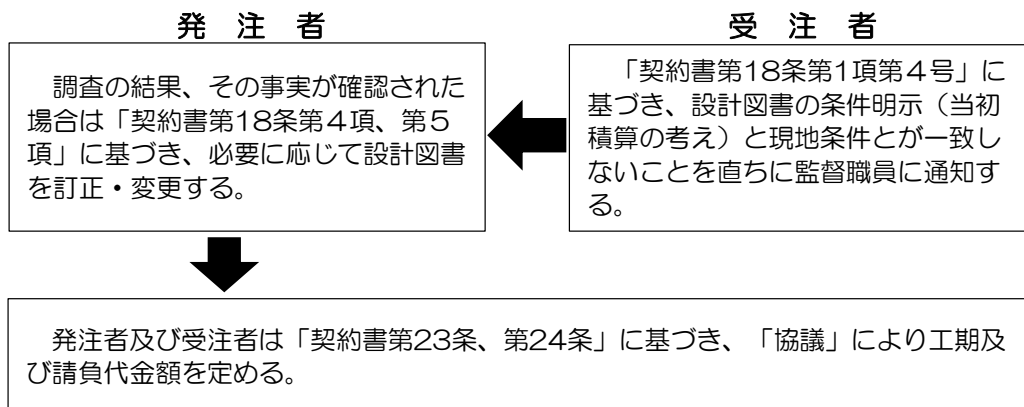 発 注 者
調査の結果、その事実が確認された
場合は「契約書第18条第4項、第5
項」に基づき、必要に応じて設計図書
を訂正・変更する。
受 注 者
「契約書第18条第1項第4号」に
基づき、設計図書の条件明示（当初
積算の考え）と現地条件とが一致し
ないことを直ちに監督職員に通知す
る。
発注者及び受注者は「契約書第23条、第24条」に基づき、「協議」により工期及
び請負代金額を定める。